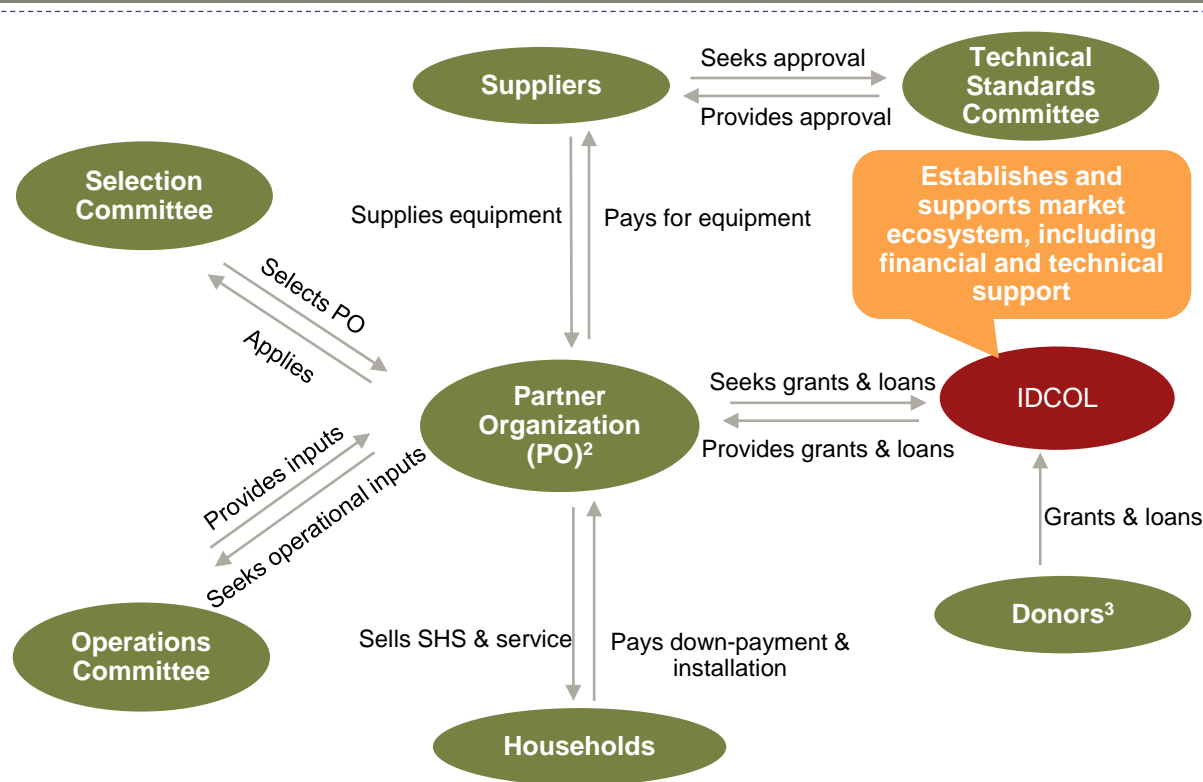 Suppliers
Seeks approval
Provides approval
Technical
Standards
Committee
Selection
Committee
Establishes and
supports market
ecosystem, including
financial and technical
support
Supplies equipment
Pays for equipment
Selects PO
Applies
Partner
Organization
(PO)2
Seeks grants & loans
Provides grants & loans
IDCOL
Provides inputs
Seeks operational inputs
Grants & loans
Operations
Committee
Sells SHS & service
Pays down-payment &
installation
Donors3
Households